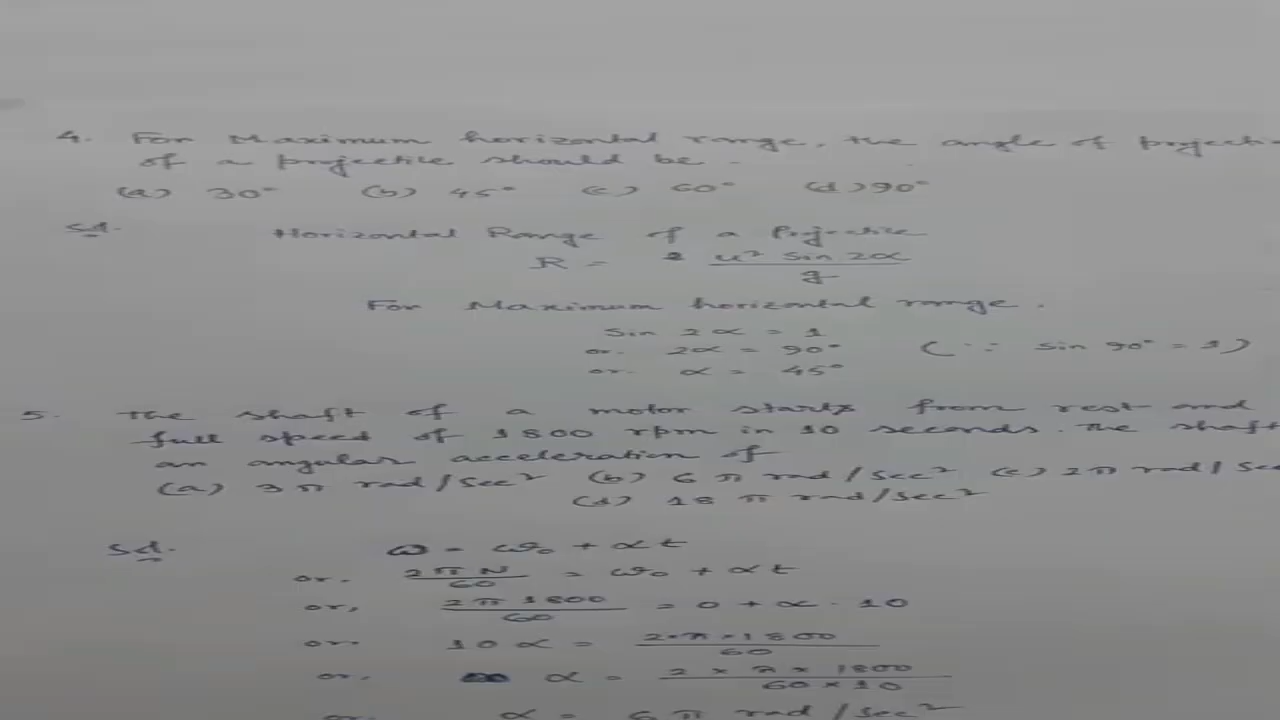 4. For Maximum horizontal range, the angle of projecti
of a projectile should be.
(a) 30° (b) 45° (c) 60° (d) 90°
Sol. Horizontal Range of a Projectile
R = u² sin 2α / g
For Maximum horizontal range.
sin 2α = 1
or. 2α = 90° (∵ sin 90° = 1)
or. α = 45°
5. The shaft of a motor starts from rest and
full speed of 1800 rpm in 10 seconds. The shaft
an angular acceleration of
(a) 3π rad/sec² (b) 6π rad/sec² (c) 2π rad/sec
(d) 18 π rad/sec²
Sol. ω = ω₀ + αt
or. 2πN / 60 = ω₀ + αt
or, 2π 1800 / 60 = 0 + α · 10
or. 10 α = 2·π·1800 / 60
or. α = 2 × π × 1800 / 60 × 10
or. α = 6π rad/sec²